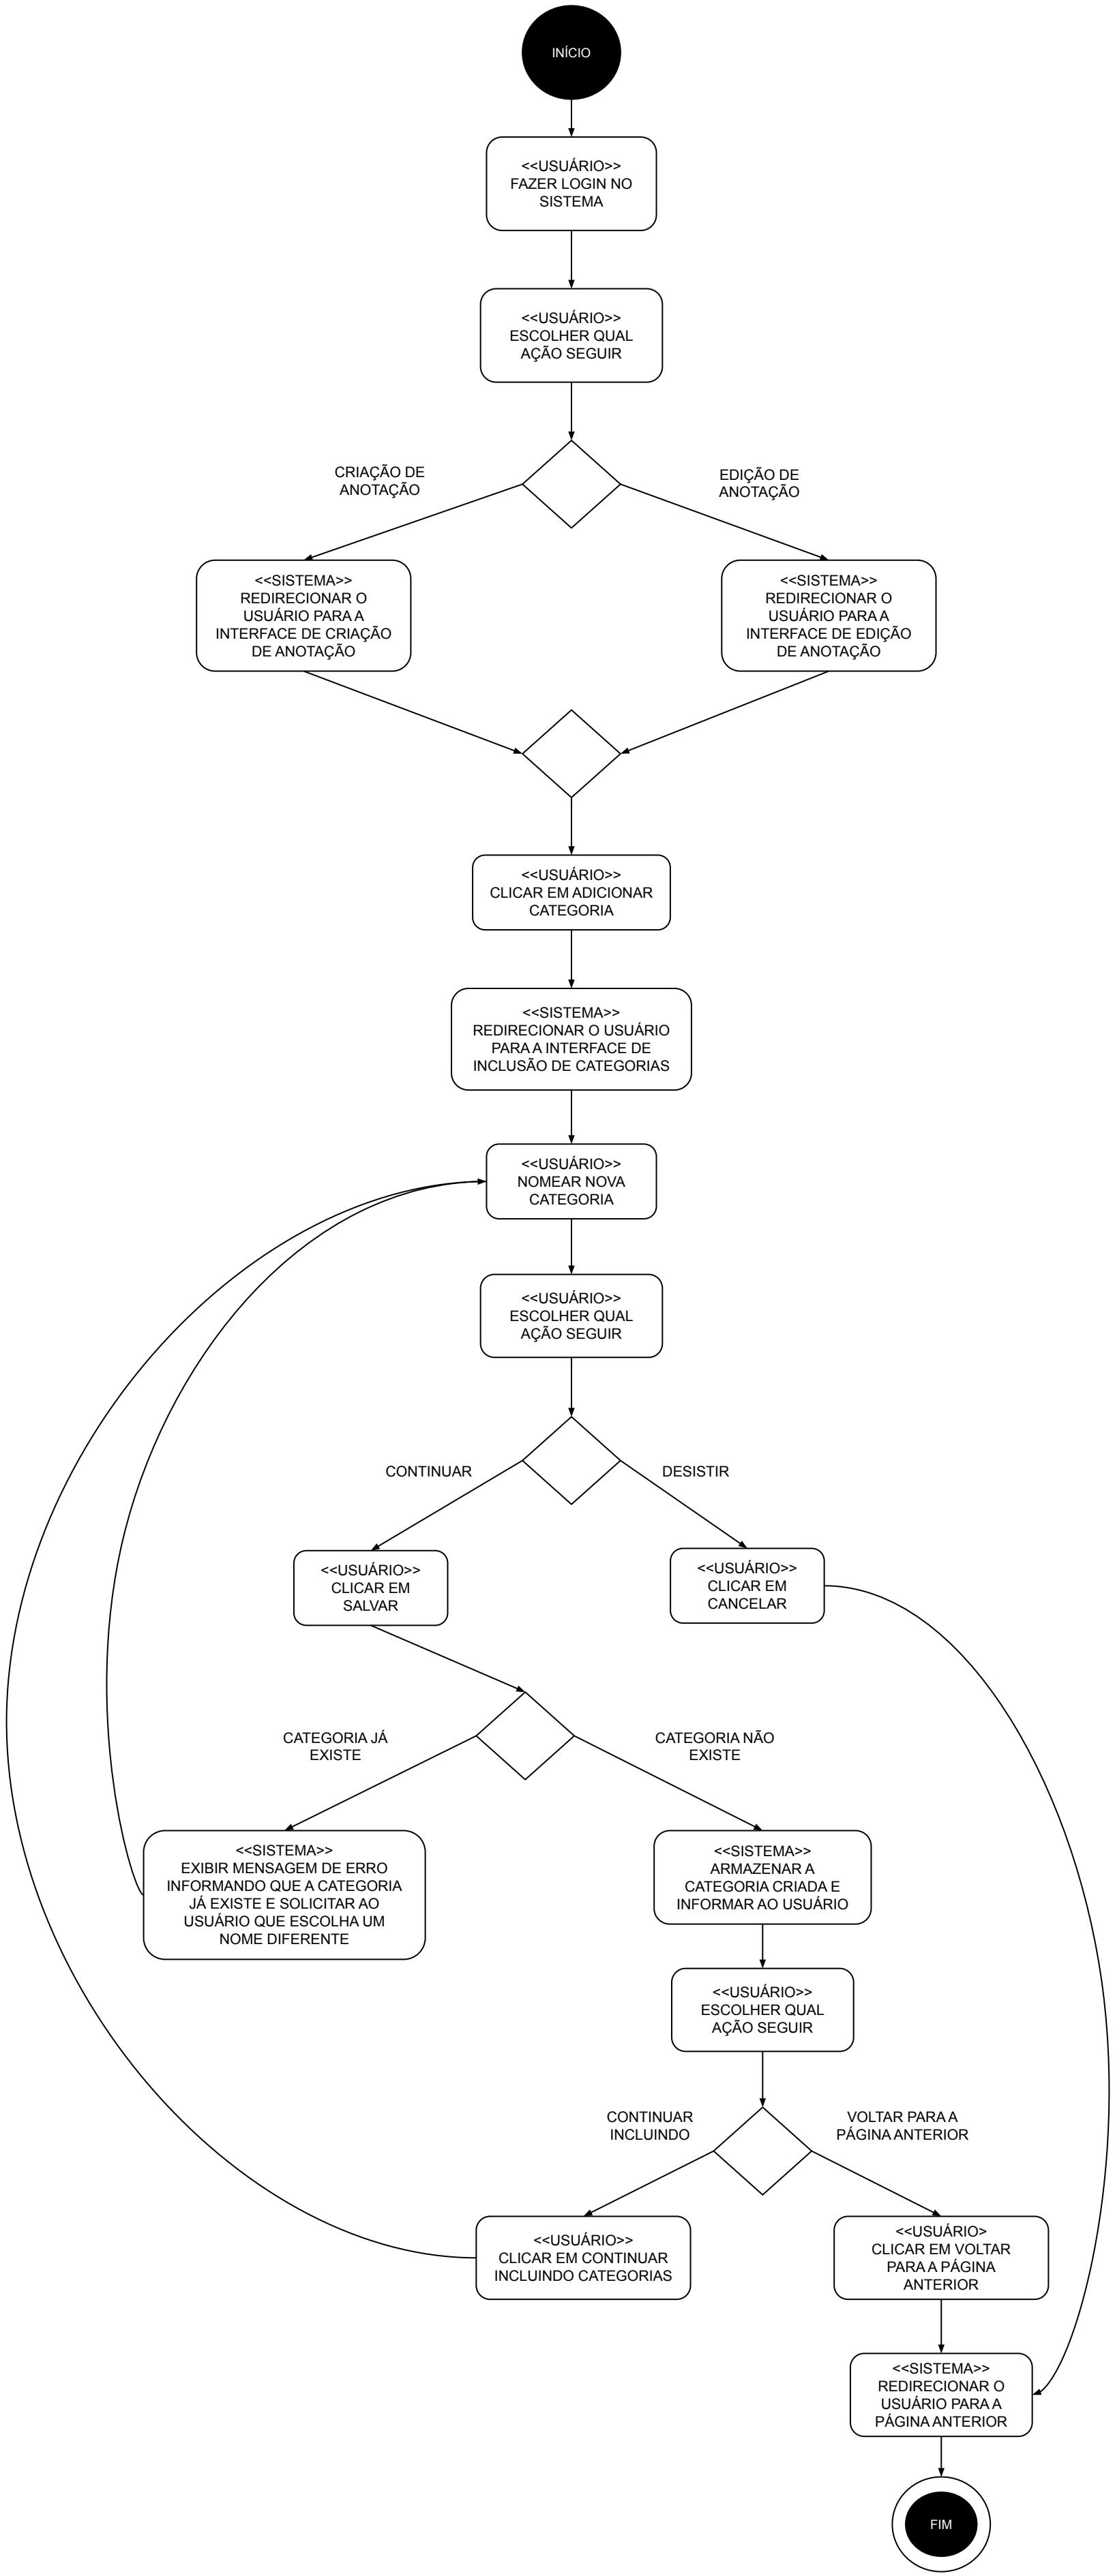 INÍCIO
<<USUÁRIO>>
FAZER LOGIN NO
SISTEMA
<<USUÁRIO>>
ESCOLHER QUAL
AÇÃO SEGUIR
CRIAÇÃO DE
ANOTAÇÃO
EDIÇÃO DE
ANOTAÇÃO
<<SISTEMA>>
REDIRECIONAR O
USUÁRIO PARA A
INTERFACE DE CRIAÇÃO
DE ANOTAÇÃO
<<SISTEMA>>
REDIRECIONAR O
USUÁRIO PARA A
INTERFACE DE EDIÇÃO
DE ANOTAÇÃO
<<USUÁRIO>>
CLICAR EM ADICIONAR
CATEGORIA
<<SISTEMA>>
REDIRECIONAR O USUÁRIO
PARA A INTERFACE DE
INCLUSÃO DE CATEGORIAS
<<USUÁRIO>>
NOMEAR NOVA
CATEGORIA
<<USUÁRIO>>
ESCOLHER QUAL
AÇÃO SEGUIR
CONTINUAR
DESISTIR
<<USUÁRIO>>
CLICAR EM
SALVAR
<<USUÁRIO>>
CLICAR EM
CANCELAR
CATEGORIA JÁ
EXISTE
CATEGORIA NÃO
EXISTE
<<SISTEMA>>
EXIBIR MENSAGEM DE ERRO
INFORMANDO QUE A CATEGORIA
JÁ EXISTE E SOLICITAR AO
USUÁRIO QUE ESCOLHA UM
NOME DIFERENTE
<<SISTEMA>>
ARMAZENAR A
CATEGORIA CRIADA E
INFORMAR AO USUÁRIO
<<USUÁRIO>>
ESCOLHER QUAL
AÇÃO SEGUIR
CONTINUAR
INCLUINDO
VOLTAR PARA A
PÁGINA ANTERIOR
<<USUÁRIO>>
CLICAR EM CONTINUAR
INCLUINDO CATEGORIAS
<<USUÁRIO>
CLICAR EM VOLTAR
PARA A PÁGINA
ANTERIOR
<<SISTEMA>>
REDIRECIONAR O
USUÁRIO PARA A
PÁGINA ANTERIOR
FIM